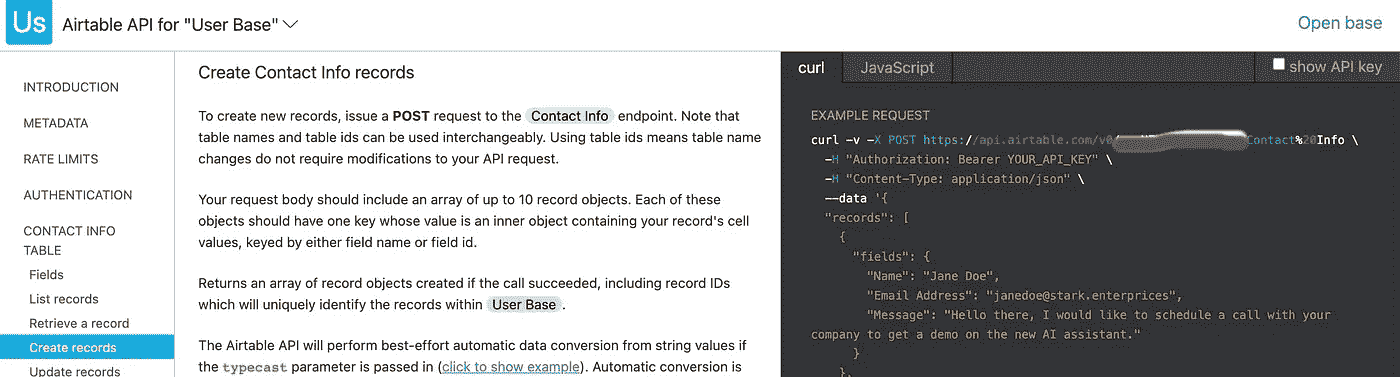 Us
Airtable API for "User Base"
Open base
INTRODUCTION
METADATA
RATE LIMITS
AUTHENTICATION
CONTACT INFO
TABLE
Fields
List records
Retrieve a record
Create records
Update records
Create Contact Info records
To create new records, issue a POST request to the Contact Info endpoint. Note that
table names and table ids can be used interchangeably. Using table ids means table name
changes do not require modifications to your API request.
Your request body should include an array of up to 10 record objects. Each of these
objects should have one key whose value is an inner object containing your record's cell
values, keyed by either field name or field id.
Returns an array of record objects created if the call succeeded, including record IDs
which will uniquely identify the records within User Base.
The Airtable API will perform best-effort automatic data conversion from string values if
the typecast parameter is passed in (click to show example). Automatic conversion is
curl
JavaScript
show API key
EXAMPLE REQUEST
curl -v -X POST https://api.airtable.com/v0/ Contact%20Info \
-H "Authorization: Bearer YOUR_API_KEY" \
-H "Content-Type: application/json" \
--data '{
"records": [
{
"fields": {
"Name": "Jane Doe",
"Email Address": "janedoe@stark.enterprices",
"Message": "Hello there, I would like to schedule a call with your
company to get a demo on the new AI assistant."
}
},